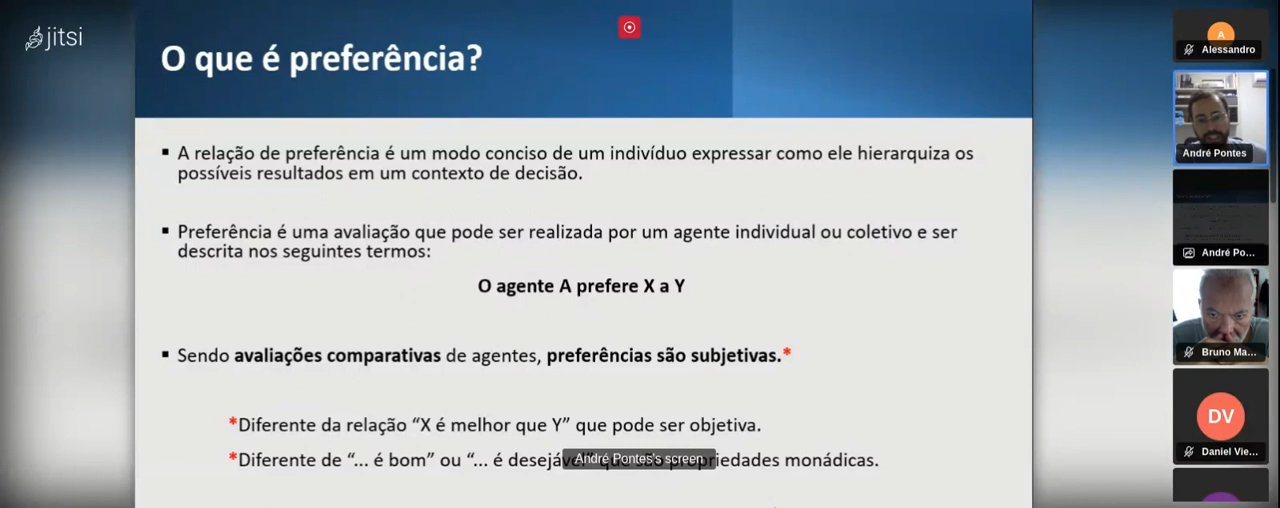 jitsi
O que é preferência?
▪ A relação de preferência é um modo conciso de um indivíduo expressar como ele hierarquiza os
possíveis resultados em um contexto de decisão.
▪ Preferência é uma avaliação que pode ser realizada por um agente individual ou coletivo e ser
descrita nos seguintes termos:
O agente A prefere X a Y
▪ Sendo avaliações comparativas de agentes, preferências são subjetivas.*
*Diferente da relação “X é melhor que Y” que pode ser objetiva.
*Diferente de “... é bom” ou “... é desejável” que são propriedades monádicas.
André Pontes's screen
A
Alessandro
André Pontes
André Po...
Bruno Ma...
DV
Daniel Vie...